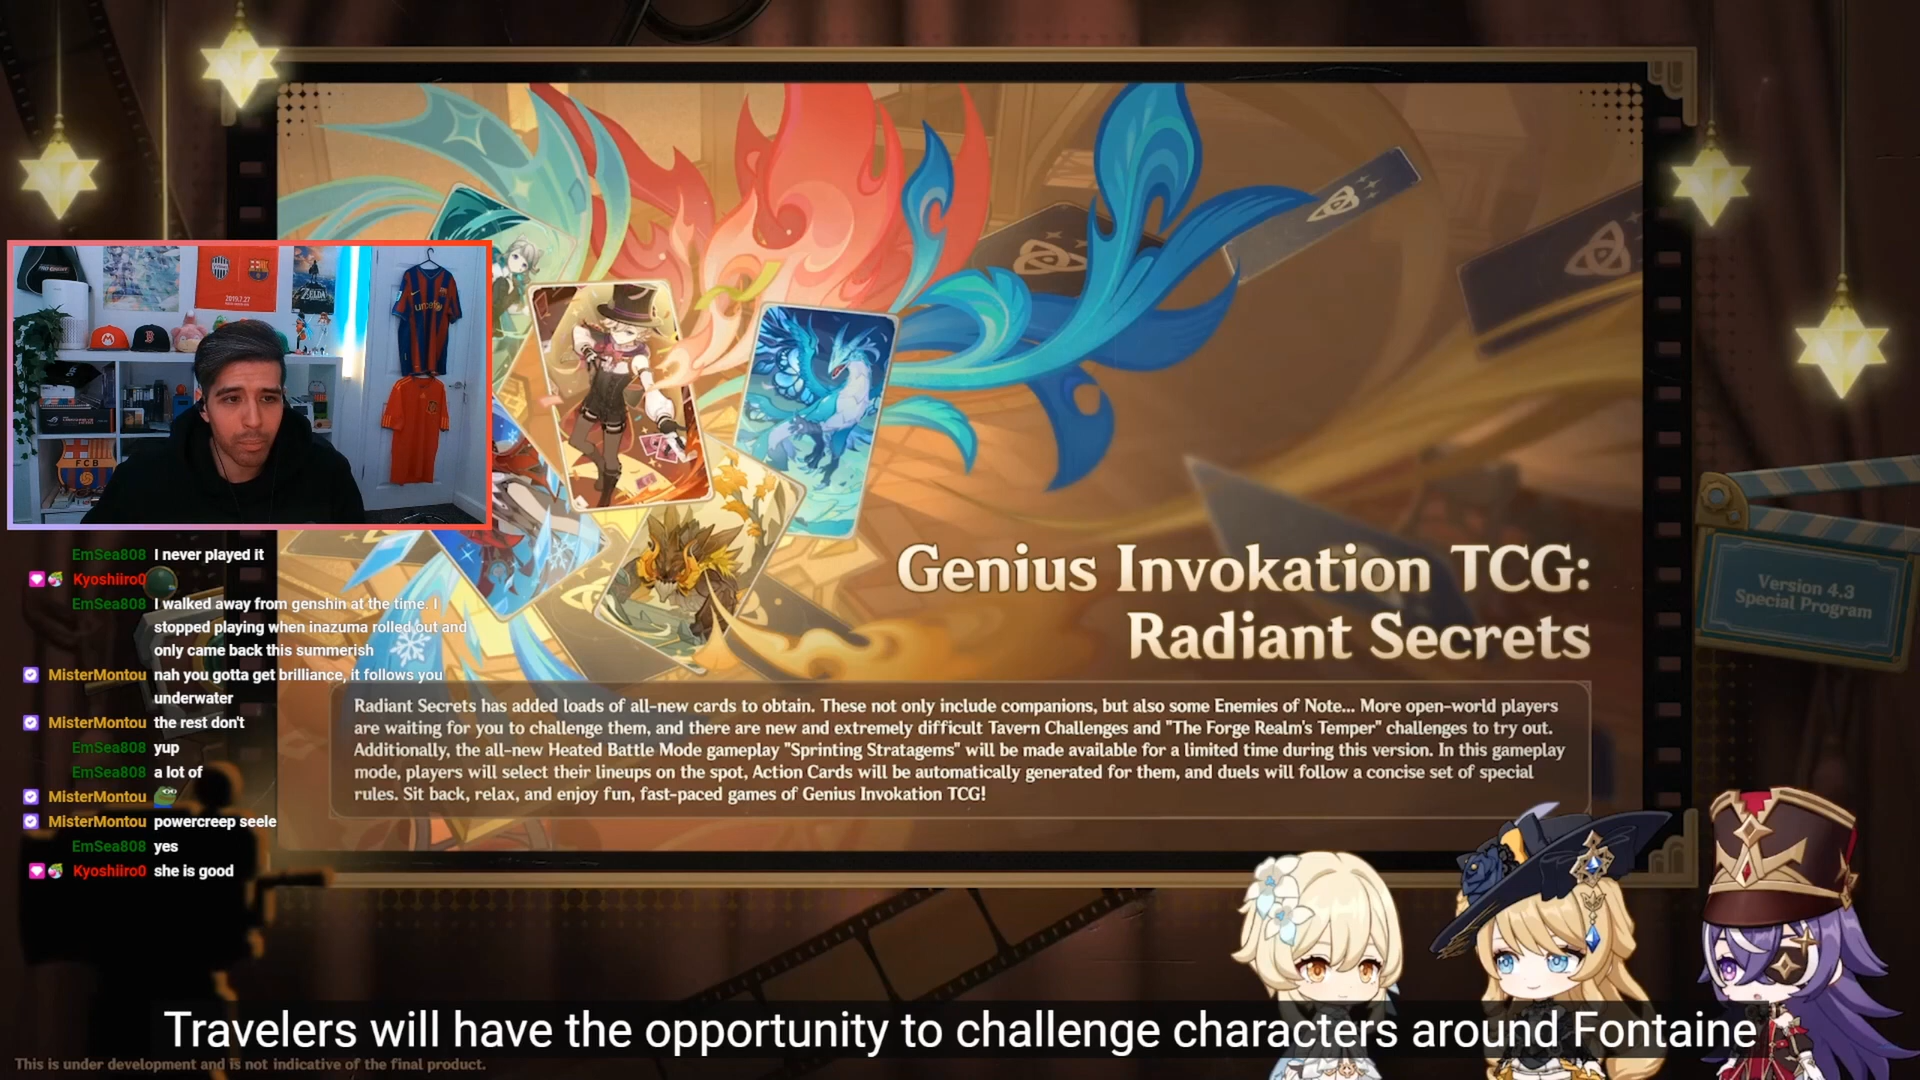 2019.7.27
ZELDA
unicef
FCB
EmSea808 I never played it
Kyoshiiro0
EmSea808 I walked away from genshin at the time. I
stopped playing when inazuma rolled out and
only came back this summerish
MisterMontou nah you gotta get brilliance, it follows you
underwater
MisterMontou the rest don't
EmSea808 yup
EmSea808 a lot of
MisterMontou
MisterMontou powercreep seele
EmSea808 yes
Kyoshiiro0 she is good
Genius Invokation TCG:
Radiant Secrets
Radiant Secrets has added loads of all-new cards to obtain. These not only include companions, but also some Enemies of Note... More open-world players
are waiting for you to challenge them, and there are new and extremely difficult Tavern Challenges and "The Forge Realm's Temper" challenges to try out.
Additionally, the all-new Heated Battle Mode gameplay "Sprinting Stratagems" will be made available for a limited time during this version. In this gameplay
mode, players will select their lineups on the spot, Action Cards will be automatically generated for them, and duels will follow a concise set of special
rules. Sit back, relax, and enjoy fun, fast-paced games of Genius Invokation TCG!
Version 4.3
Special Program
Travelers will have the opportunity to challenge characters around Fontaine
This is under development and is not indicative of the final product.